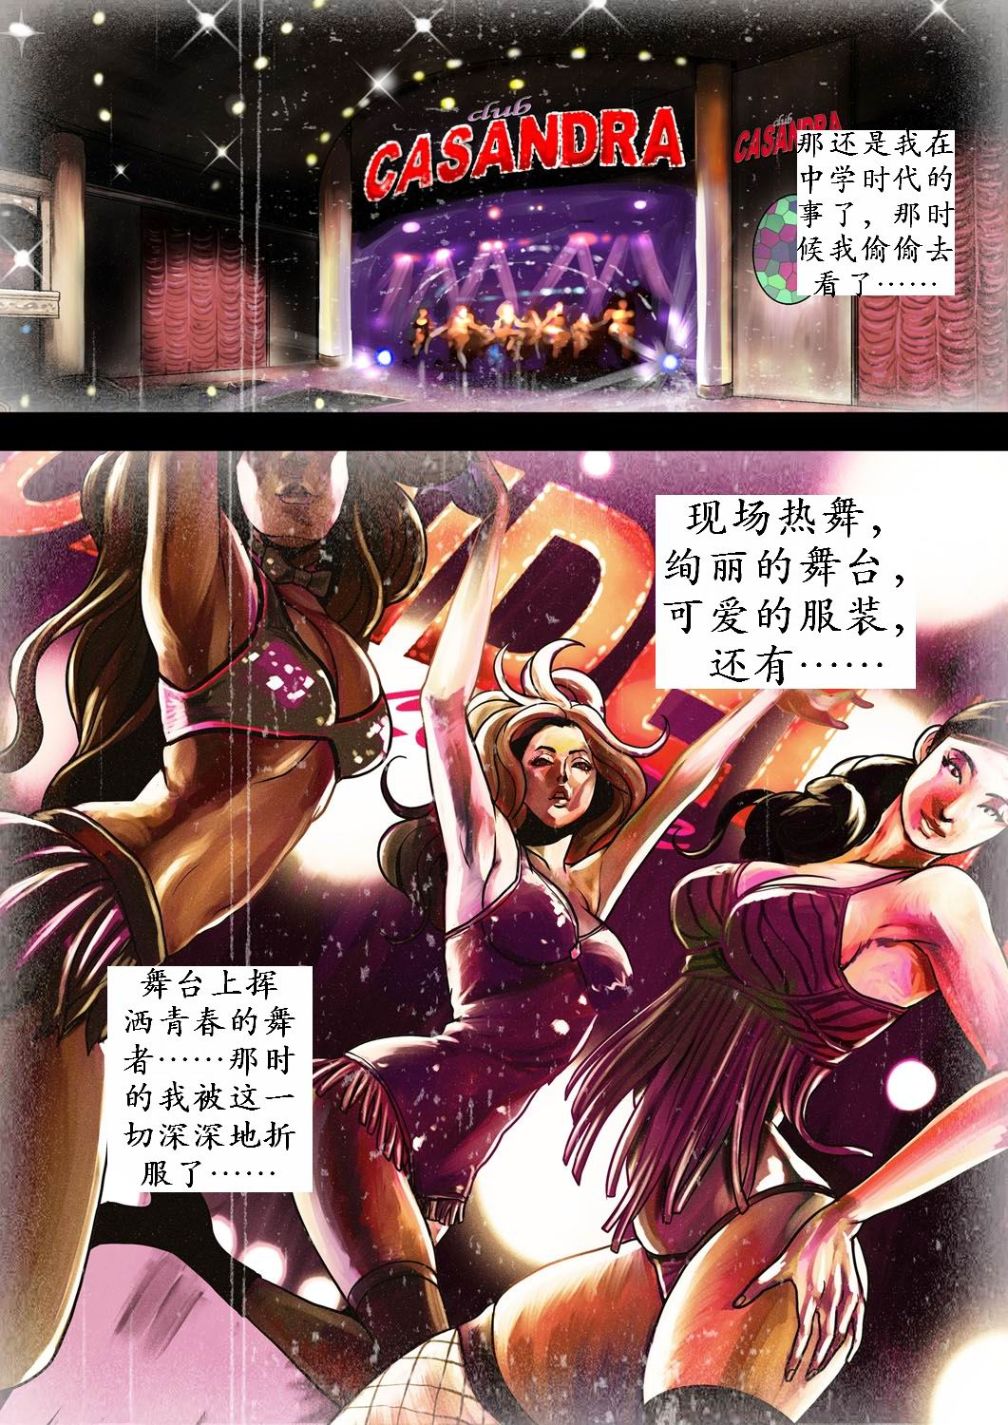 club
CASANDRA
club
CASANDRA
那还是我在
中学时代的
事了，那时
候我偷偷去
看了……
现场热舞，
绚丽的舞台，
可爱的服装，
还有……
舞台上挥
洒青春的舞
者……那时
的我被这一
切深深地折
服了……